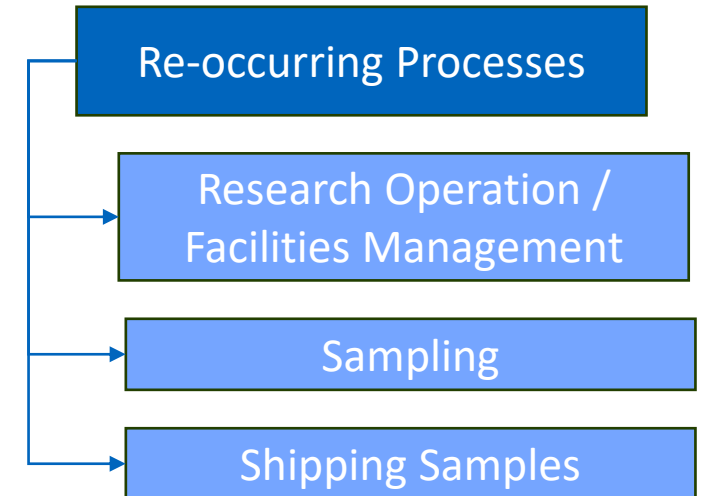 Re-occurring Processes
Research Operation /
Facilities Management
Sampling
Shipping Samples